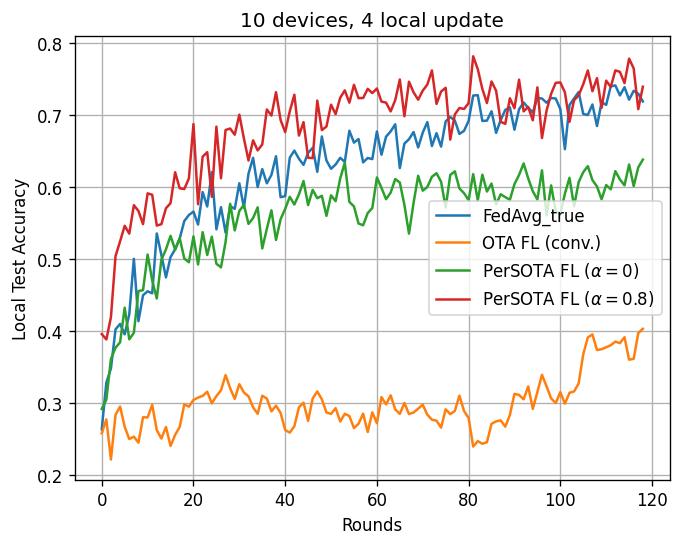 10 devices, 4 local update
Local Test Accuracy
0.8
0.7
0.6
0.5
0.4
0.3
0.2
FedAvg_true
OTA FL (conv.)
PerSOTA FL (α = 0)
PerSOTA FL (α = 0.8)
0 20 40 60 80 100 120
Rounds